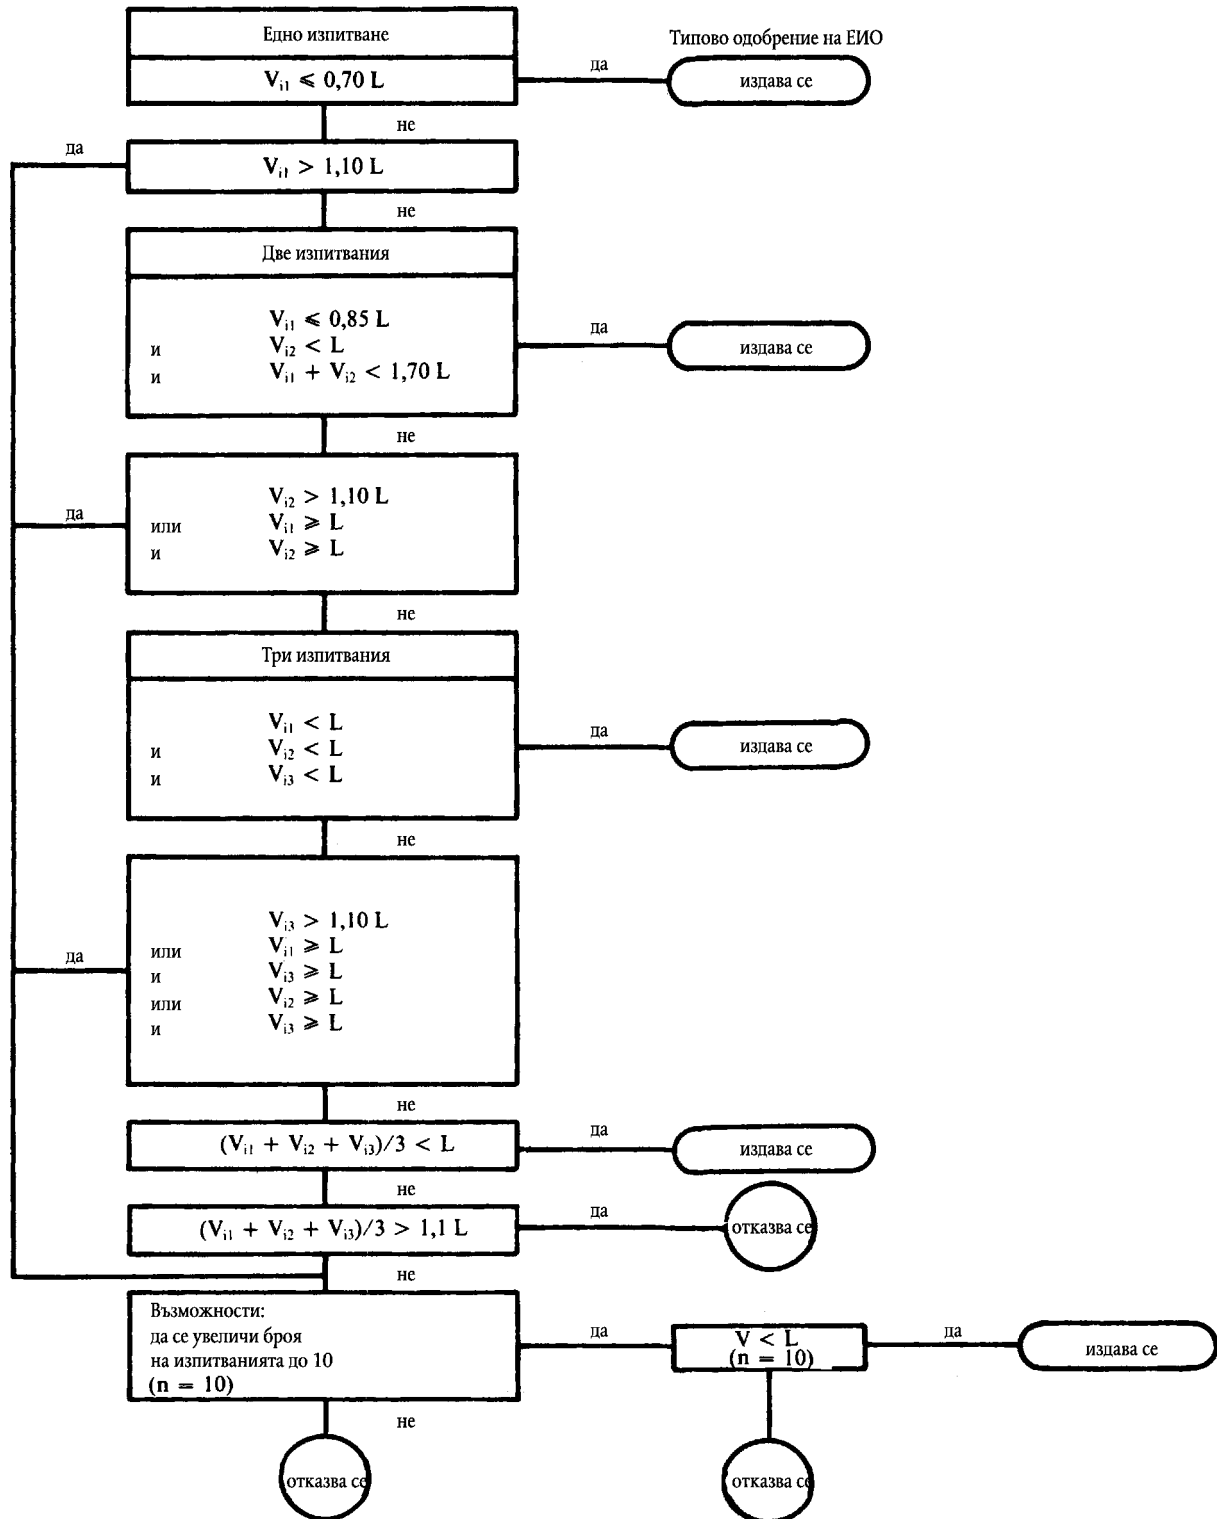 Едно изпитване
Типово одобрение на ЕИО
V_i1 ⩽ 0,70 L
да
издава се
не
да
V_i1 > 1,10 L
не
Две изпитвания
V_i1 ⩽ 0,85 L
и V_i2 < L
и V_i1 + V_i2 < 1,70 L
да
издава се
не
V_i2 > 1,10 L
или V_i1 ⩾ L
и V_i2 ⩾ L
да
не
Три изпитвания
V_i1 < L
и V_i2 < L
и V_i3 < L
да
издава се
не
V_i3 > 1,10 L
или V_i1 ⩾ L
и V_i3 ⩾ L
или V_i2 ⩾ L
и V_i3 ⩾ L
да
не
(V_i1 + V_i2 + V_i3)/3 < L
да
издава се
не
(V_i1 + V_i2 + V_i3)/3 > 1,1 L
да
отказва се
не
Възможности:
да се увеличи броя
на изпитванията до 10
(n = 10)
да
V < L
(n = 10)
да
издава се
не
отказва се
отказва се